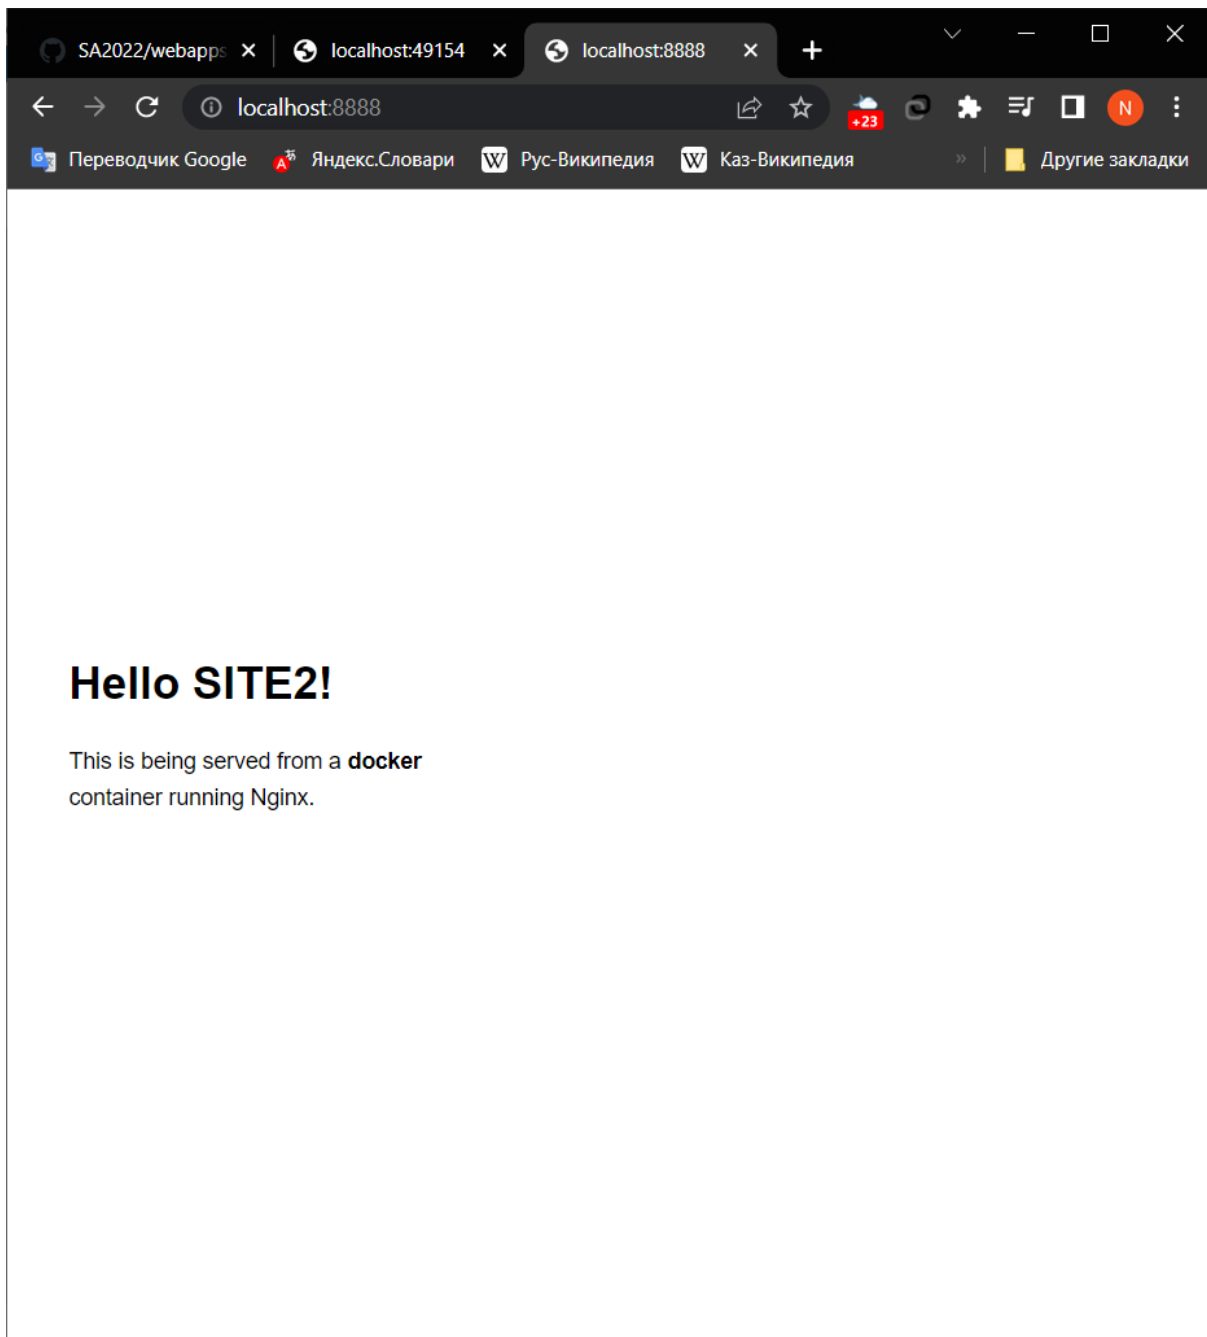 SA2022/webapps
localhost:49154
localhost:8888
localhost:8888
+23
N
Переводчик Google
Яндекс.Словари
W Рус-Википедия
W Каз-Википедия
»
Другие закладки
Hello SITE2!
This is being served from a docker
container running Nginx.